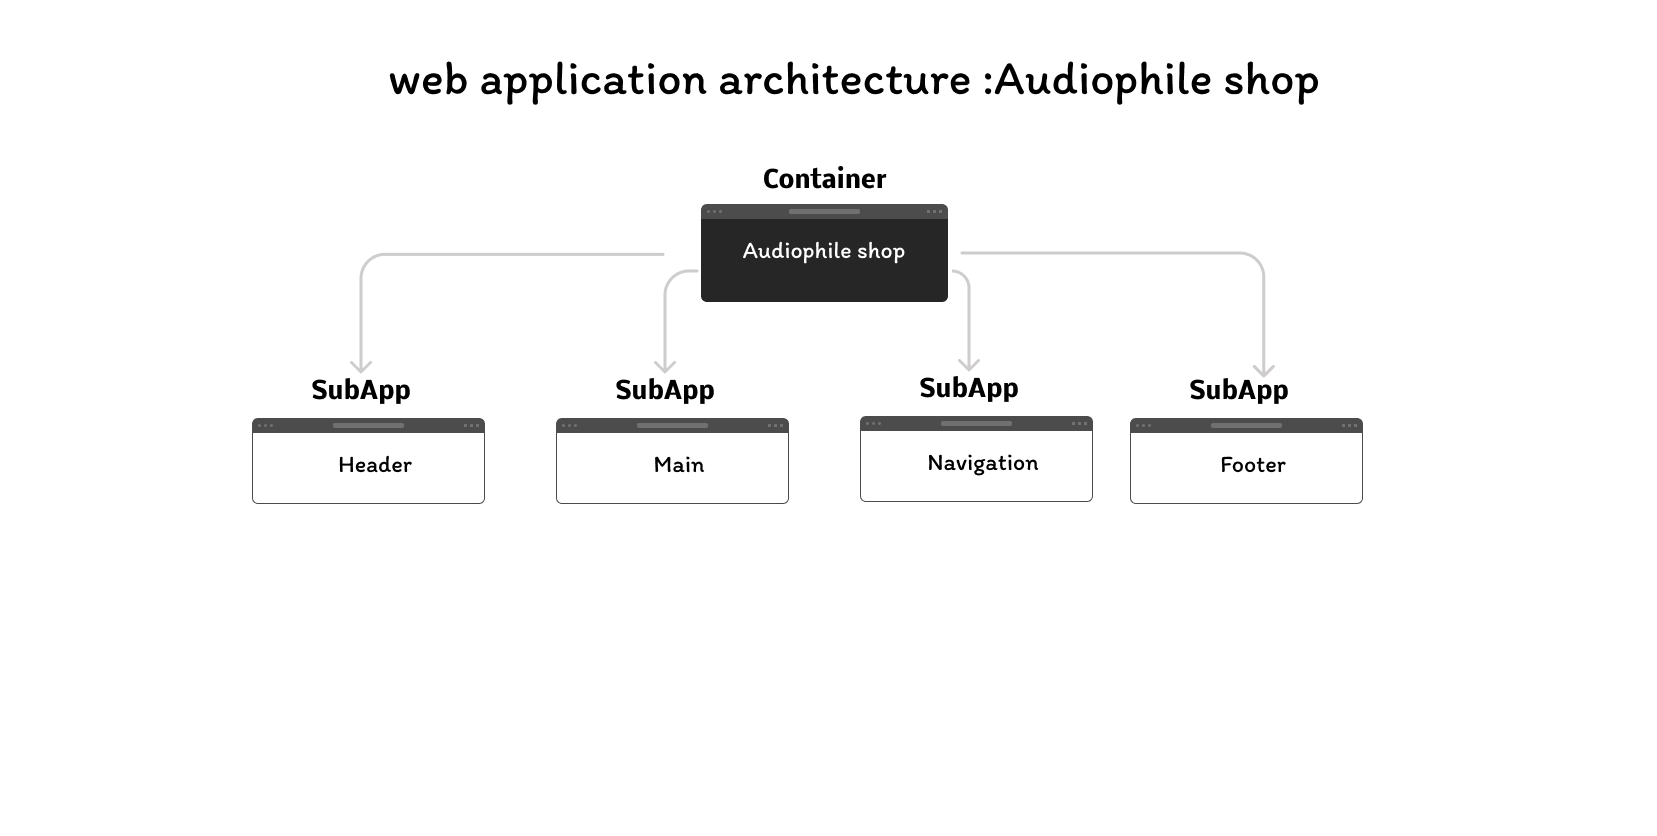 web application architecture :Audiophile shop
Container
Audiophile shop
SubApp
SubApp
SubApp
SubApp
Header
Main
Navigation
Footer